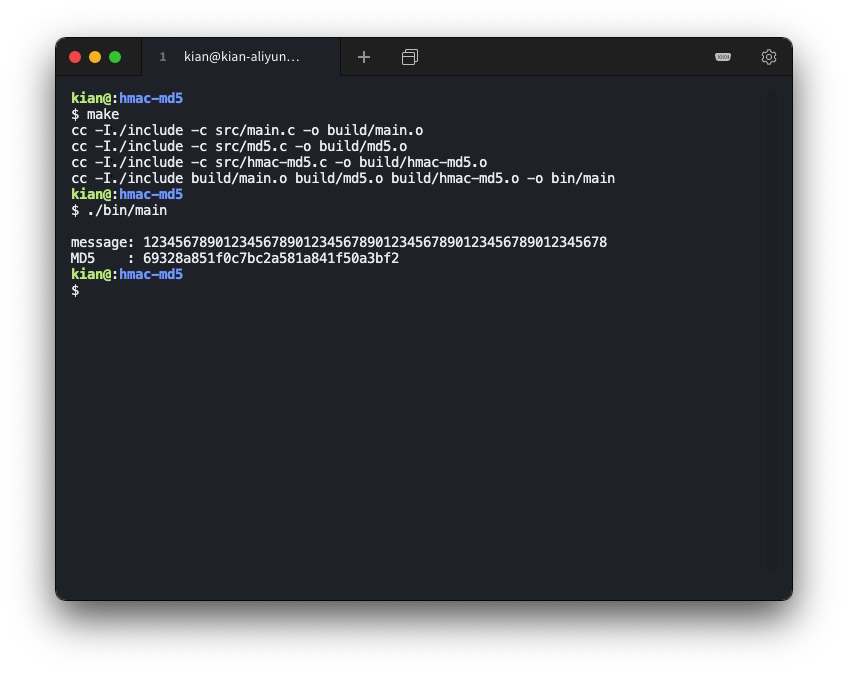 1 kian@kian-aliyun…
kian@:hmac-md5
$ make
cc -I./include -c src/main.c -o build/main.o
cc -I./include -c src/md5.c -o build/md5.o
cc -I./include -c src/hmac-md5.c -o build/hmac-md5.o
cc -I./include build/main.o build/md5.o build/hmac-md5.o -o bin/main
kian@:hmac-md5
$ ./bin/main
message: 1234567890123456789012345678901234567890123456789012345678
MD5    : 69328a851f0c7bc2a581a841f50a3bf2
kian@:hmac-md5
$